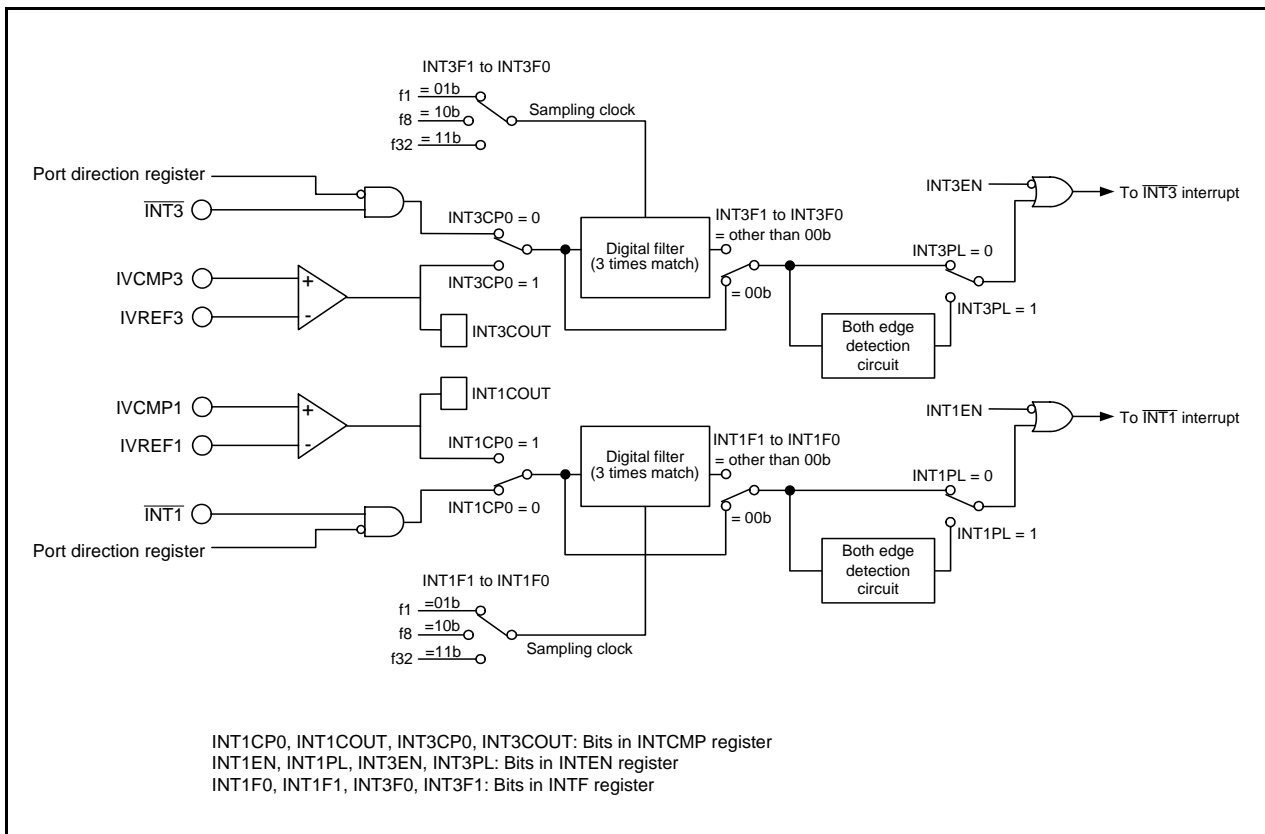 INT3F1 to INT3F0
f1 = 01b
f8 = 10b
f32 = 11b
Sampling clock
Port direction register
INT3
INT3CP0 = 0
Digital filter
(3 times match)
INT3F1 to INT3F0
= other than 00b
INT3EN
To INT3 interrupt
IVCMP3
+
IVREF3
-
INT3CP0 = 1
INT3COUT
= 00b
INT3PL = 0
INT3PL = 1
Both edge
detection
circuit
INT1COUT
IVCMP1
+
IVREF1
-
INT1CP0 = 1
Digital filter
(3 times match)
INT1F1 to INT1F0
= other than 00b
INT1EN
To INT1 interrupt
INT1
Port direction register
INT1CP0 = 0
= 00b
INT1PL = 0
INT1PL = 1
Both edge
detection
circuit
INT1F1 to INT1F0
f1 =01b
f8 =10b
f32 =11b
Sampling clock
INT1CP0, INT1COUT, INT3CP0, INT3COUT: Bits in INTCMP register
INT1EN, INT1PL, INT3EN, INT3PL: Bits in INTEN register
INT1F0, INT1F1, INT3F0, INT3F1: Bits in INTF register